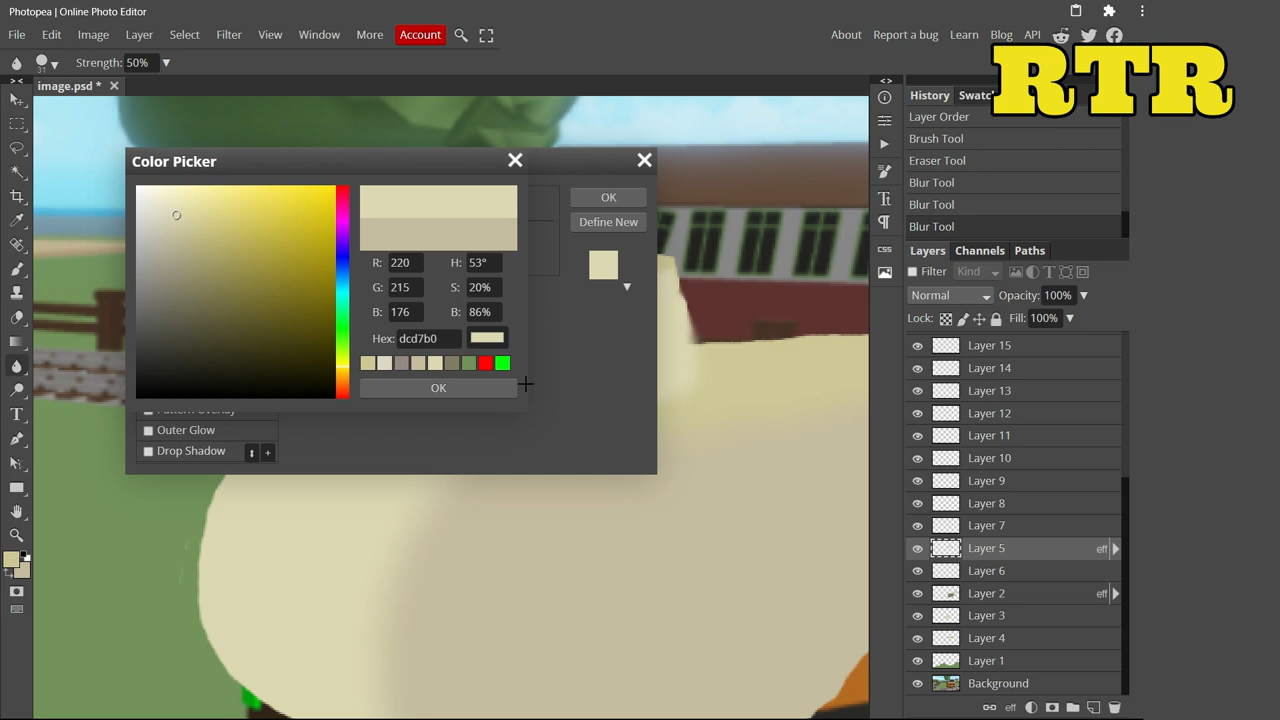 Photopea | Online Photo Editor
File Edit Image Layer Select Filter View Window More Account
About Report a bug Learn Blog API
31 Strength: 50%
image.psd *
RTR
History Swatc
Layer Order
Brush Tool
Eraser Tool
Blur Tool
Blur Tool
Blur Tool
Color Picker
OK
Define New
R: 220 H: 53°
G: 215 S: 20%
B: 176 B: 86%
Hex: dcd7b0
OK
Outer Glow
Drop Shadow
CSS
Layers Channels Paths
Filter Kind
Normal Opacity: 100%
Lock: Fill: 100%
Layer 15
Layer 14
Layer 13
Layer 12
Layer 11
Layer 10
Layer 9
Layer 8
Layer 7
Layer 5 eff
Layer 6
Layer 2 eff
Layer 3
Layer 4
Layer 1
Background
eff